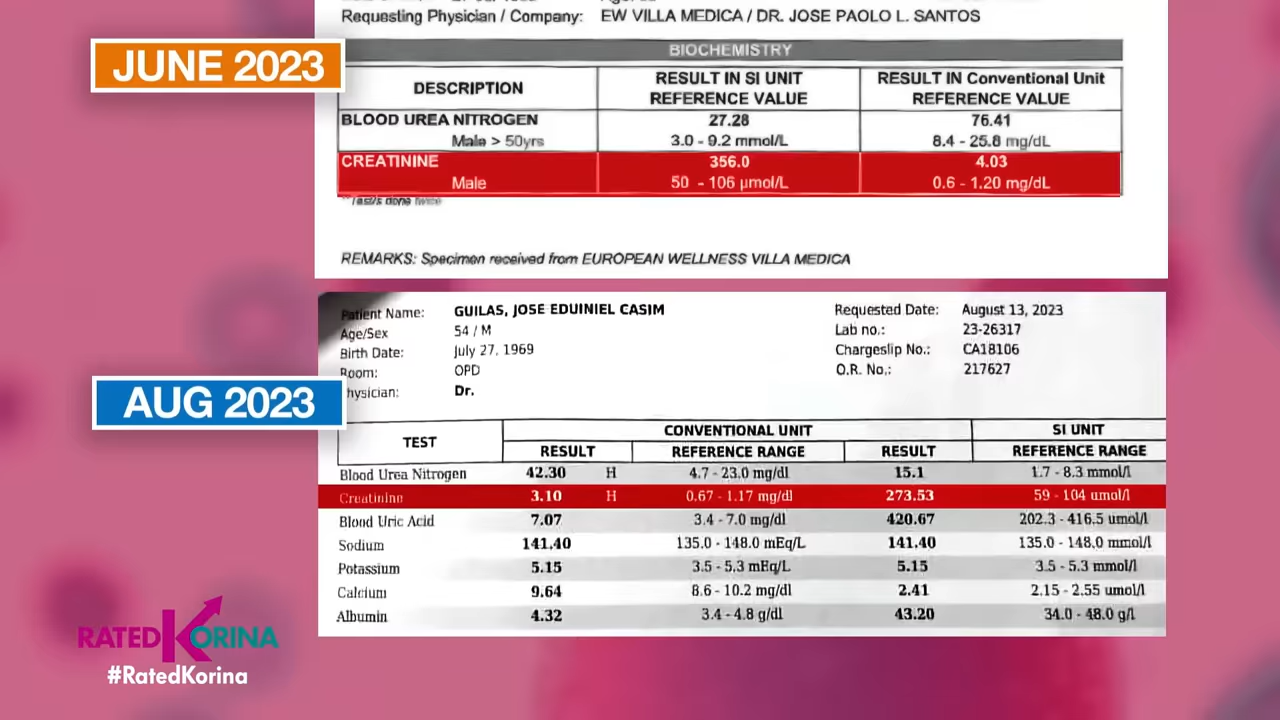 Requesting Physician / Company: EW VILLA MEDICA / DR. JOSE PAOLO L. SANTOS
JUNE 2023
BIOCHEMISTRY
DESCRIPTION RESULT IN SI UNIT REFERENCE VALUE RESULT IN Conventional Unit REFERENCE VALUE
BLOOD UREA NITROGEN 27.28 76.41
Male > 50yrs 3.0 - 9.2 mmol/L 8.4 - 25.8 mg/dL
CREATININE 356.0 4.03
Male 50 - 106 µmol/L 0.6 - 1.20 mg/dL
**Test/s done twice
REMARKS: Specimen received from EUROPEAN WELLNESS VILLA MEDICA
Patient Name: GUILAS, JOSE EDUINIEL CASIM Requested Date: August 13, 2023
Age/Sex 54 / M Lab no.: 23-26317
Birth Date: July 27, 1969 Chargeslip No.: CA18106
Room: OPD O.R. No.: 217627
hysician: Dr.
AUG 2023
TEST CONVENTIONAL UNIT SI UNIT
RESULT REFERENCE RANGE RESULT REFERENCE RANGE
Blood Urea Nitrogen 42.30 H 4.7 - 23.0 mg/dl 15.1 1.7 - 8.3 mmol/l
Creatinine 3.10 H 0.67 - 1.17 mg/dl 273.53 59 - 104 umol/l
Blood Uric Acid 7.07 3.4 - 7.0 mg/dl 420.67 202.3 - 416.5 umol/l
Sodium 141.40 135.0 - 148.0 mEq/L 141.40 135.0 - 148.0 mmol/l
Potassium 5.15 3.5 - 5.3 mEq/L 5.15 3.5 - 5.3 mmol/l
Calcium 9.64 8.6 - 10.2 mg/dl 2.41 2.15 - 2.55 umol/l
Albumin 4.32 3.4 - 4.8 g/dl 43.20 34.0 - 48.0 g/l
RATED KORINA
#RatedKorina